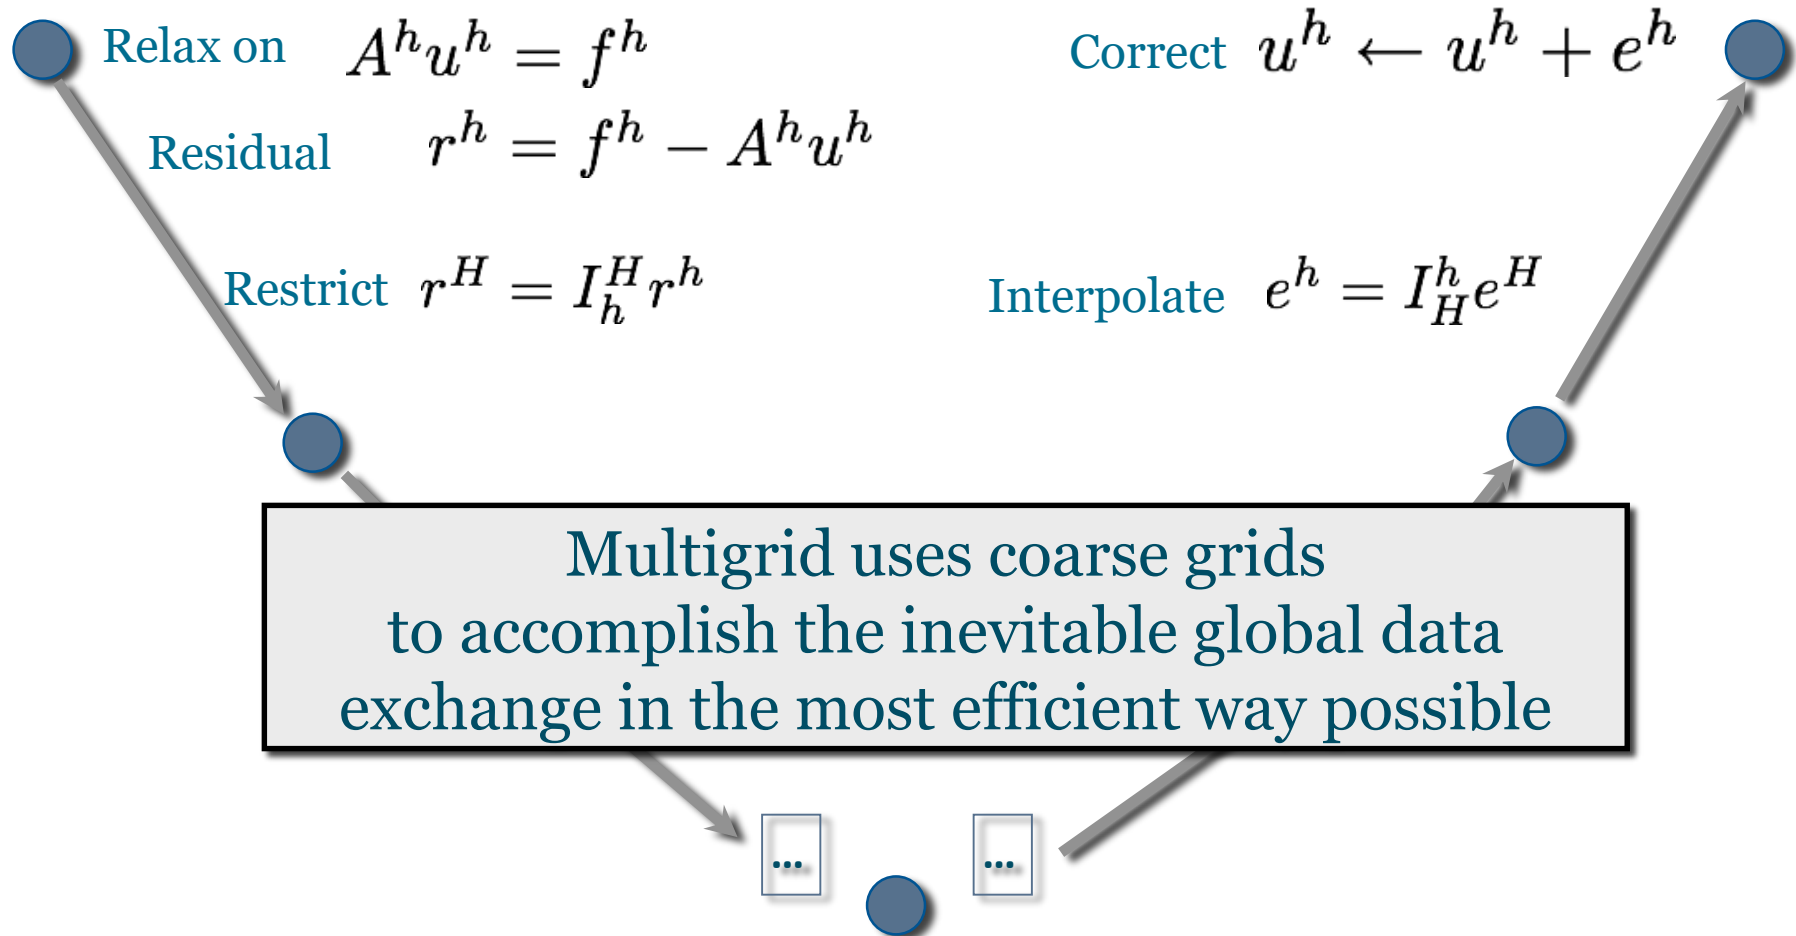 Relax on A^h u^h = f^h
Correct u^h ← u^h + e^h
Residual r^h = f^h − A^h u^h
Restrict r^H = I_h^H r^h
Interpolate e^h = I_H^h e^H
Multigrid uses coarse grids
to accomplish the inevitable global data
exchange in the most efficient way possible
... ...